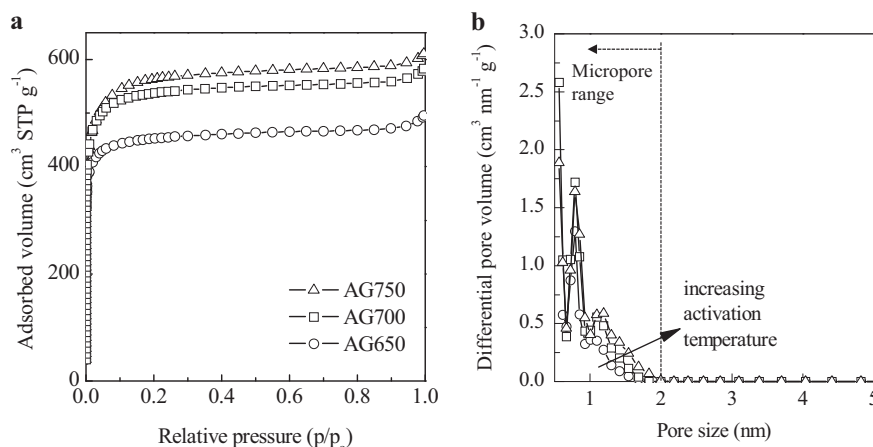 a
Adsorbed volume (cm³ STP g⁻¹)
600
400
200
0
0.0 0.2 0.4 0.6 0.8 1.0
Relative pressure (p/p₀)
AG750
AG700
AG650
b
Differential pore volume (cm³ nm⁻¹ g⁻¹)
3.0
2.5
2.0
1.5
1.0
0.5
0.0
1 2 3 4 5
Pore size (nm)
Micropore
range
increasing
activation
temperature